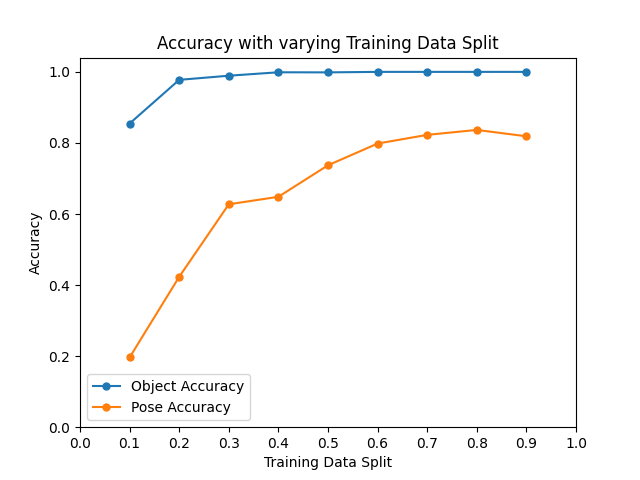 Accuracy with varying Training Data Split
1.0
0.8
0.6
0.4
0.2
0.0
Accuracy
Object Accuracy
Pose Accuracy
0.0 0.1 0.2 0.3 0.4 0.5 0.6 0.7 0.8 0.9 1.0
Training Data Split